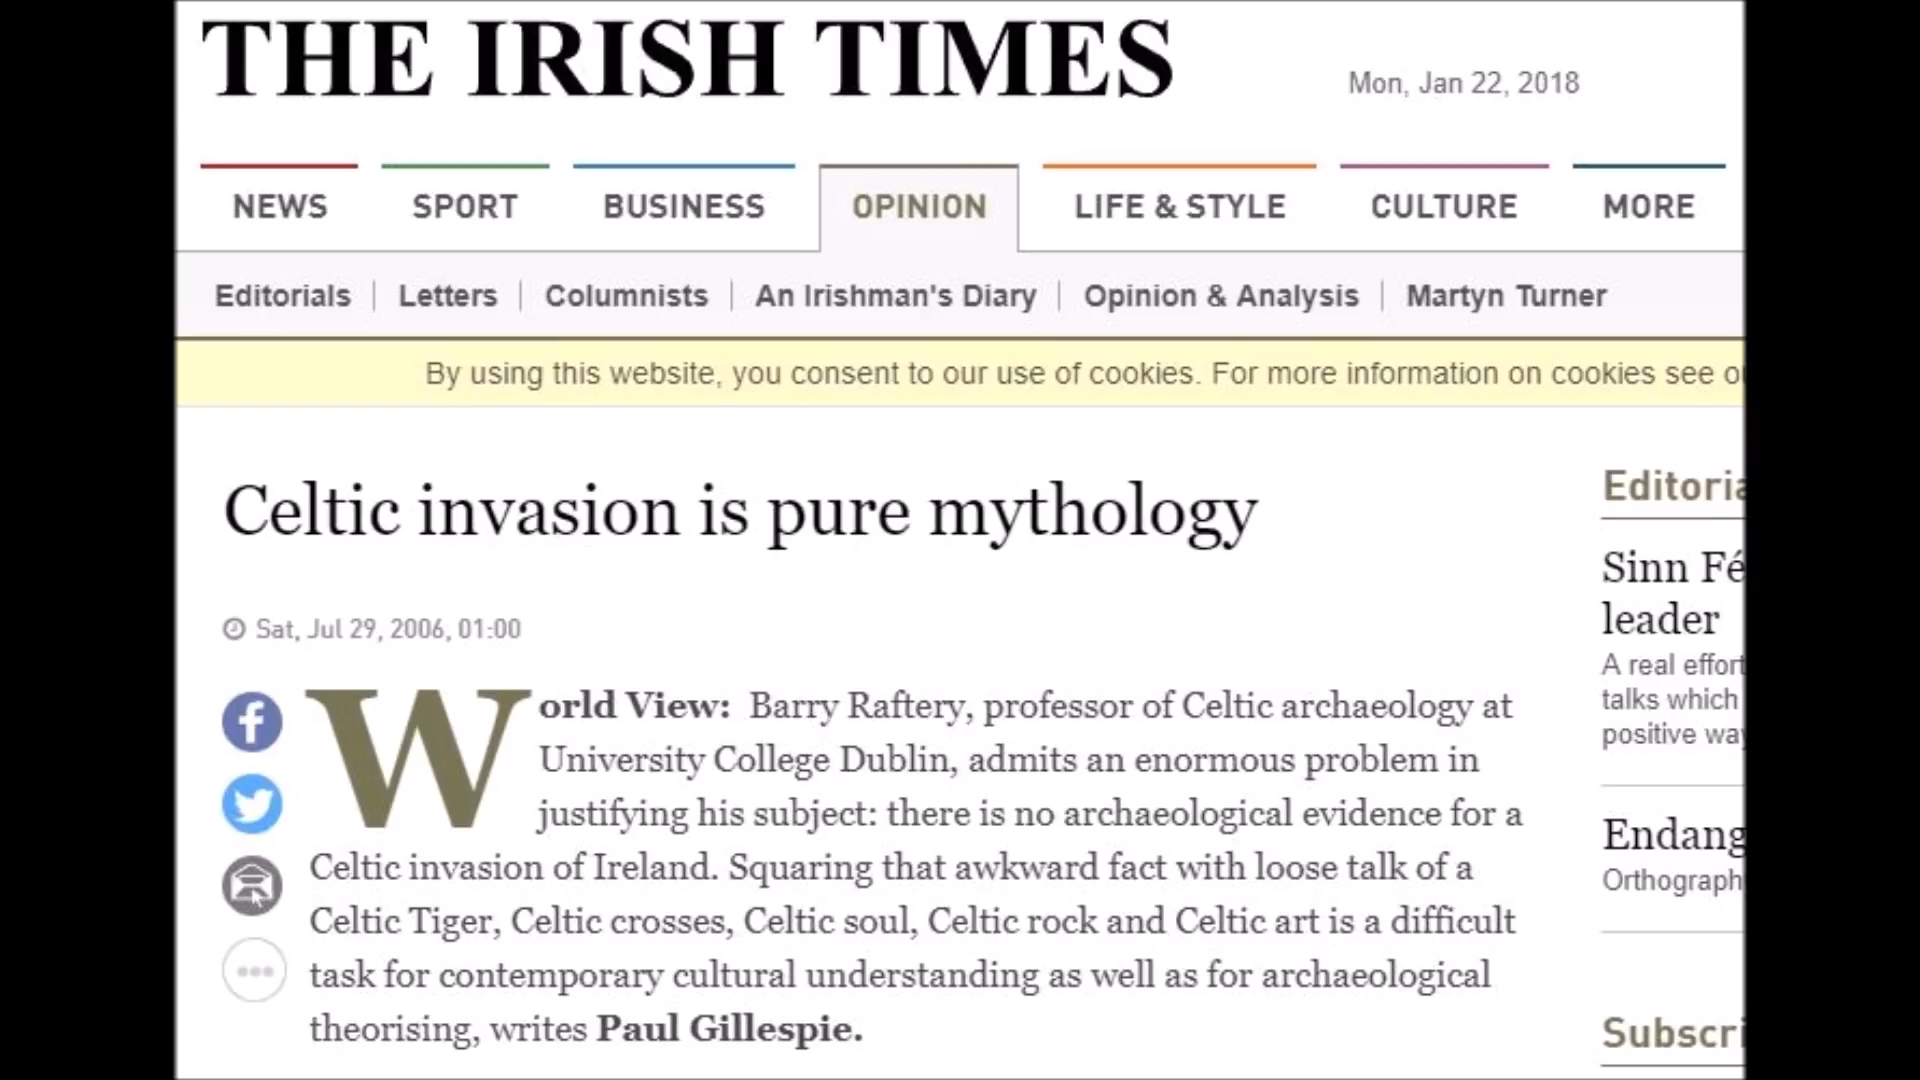 THE IRISH TIMES
Mon, Jan 22, 2018
NEWS SPORT BUSINESS OPINION LIFE & STYLE CULTURE MORE
Editorials | Letters | Columnists | An Irishman's Diary | Opinion & Analysis | Martyn Turner
By using this website, you consent to our use of cookies. For more information on cookies see
Celtic invasion is pure mythology
Sat, Jul 29, 2006, 01:00
World View: Barry Raftery, professor of Celtic archaeology at
University College Dublin, admits an enormous problem in
justifying his subject: there is no archaeological evidence for a
Celtic invasion of Ireland. Squaring that awkward fact with loose talk of a
Celtic Tiger, Celtic crosses, Celtic soul, Celtic rock and Celtic art is a difficult
task for contemporary cultural understanding as well as for archaeological
theorising, writes Paul Gillespie.
Editoria
Sinn Fé
leader
A real effort
talks which
positive way
Endang
Orthograph
Subscri